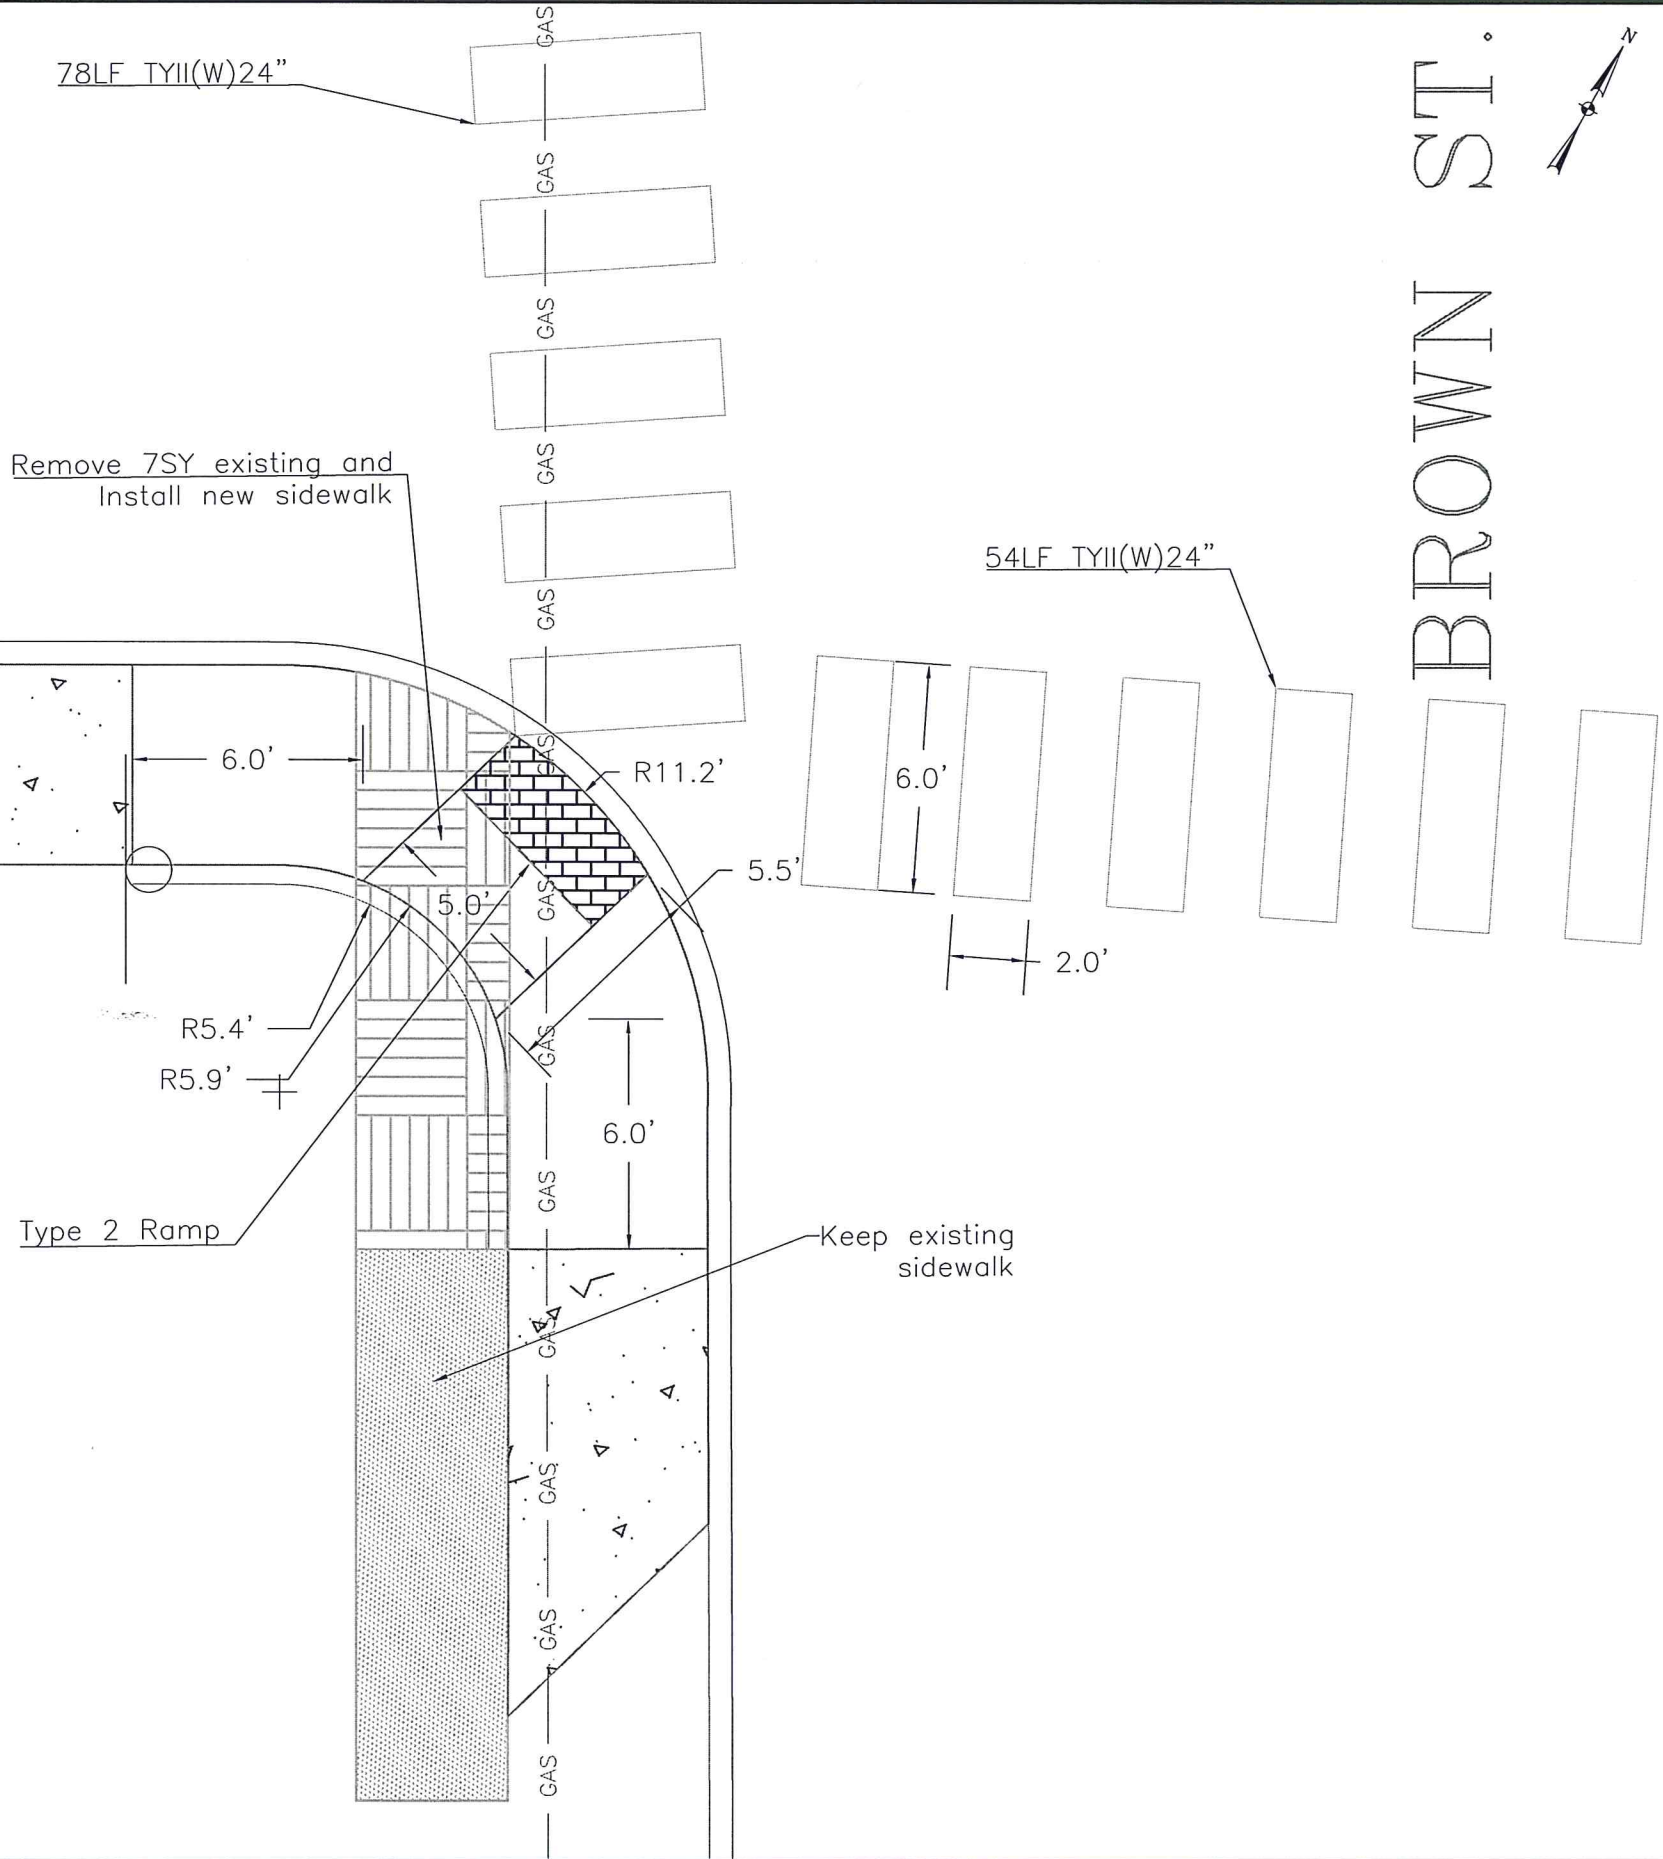 GAS
78LF TYII(W)24"
N
GAS
GAS
BROWN ST.
Remove 7SY existing and
Install new sidewalk
GAS
54LF TYII(W)24"
GAS
GAS
6.0'
R11.2'
6.0'
5.5'
5.0'
GAS
2.0'
R5.4'
GAS
R5.9'
6.0'
GAS
Type 2 Ramp
Keep existing
sidewalk
GAS
GAS
GAS
GAS